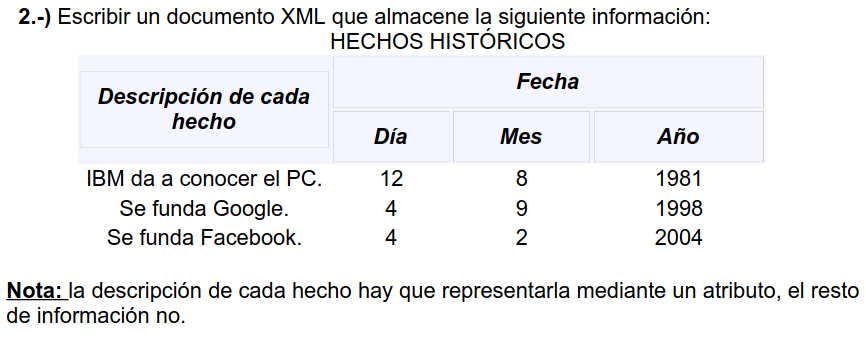 2.-) Escribir un documento XML que almacene la siguiente información:
HECHOS HISTÓRICOS
Descripción de cada
hecho
Fecha
Día Mes Año
IBM da a conocer el PC. 12 8 1981
Se funda Google. 4 9 1998
Se funda Facebook. 4 2 2004
Nota: la descripción de cada hecho hay que representarla mediante un atributo, el resto
de información no.